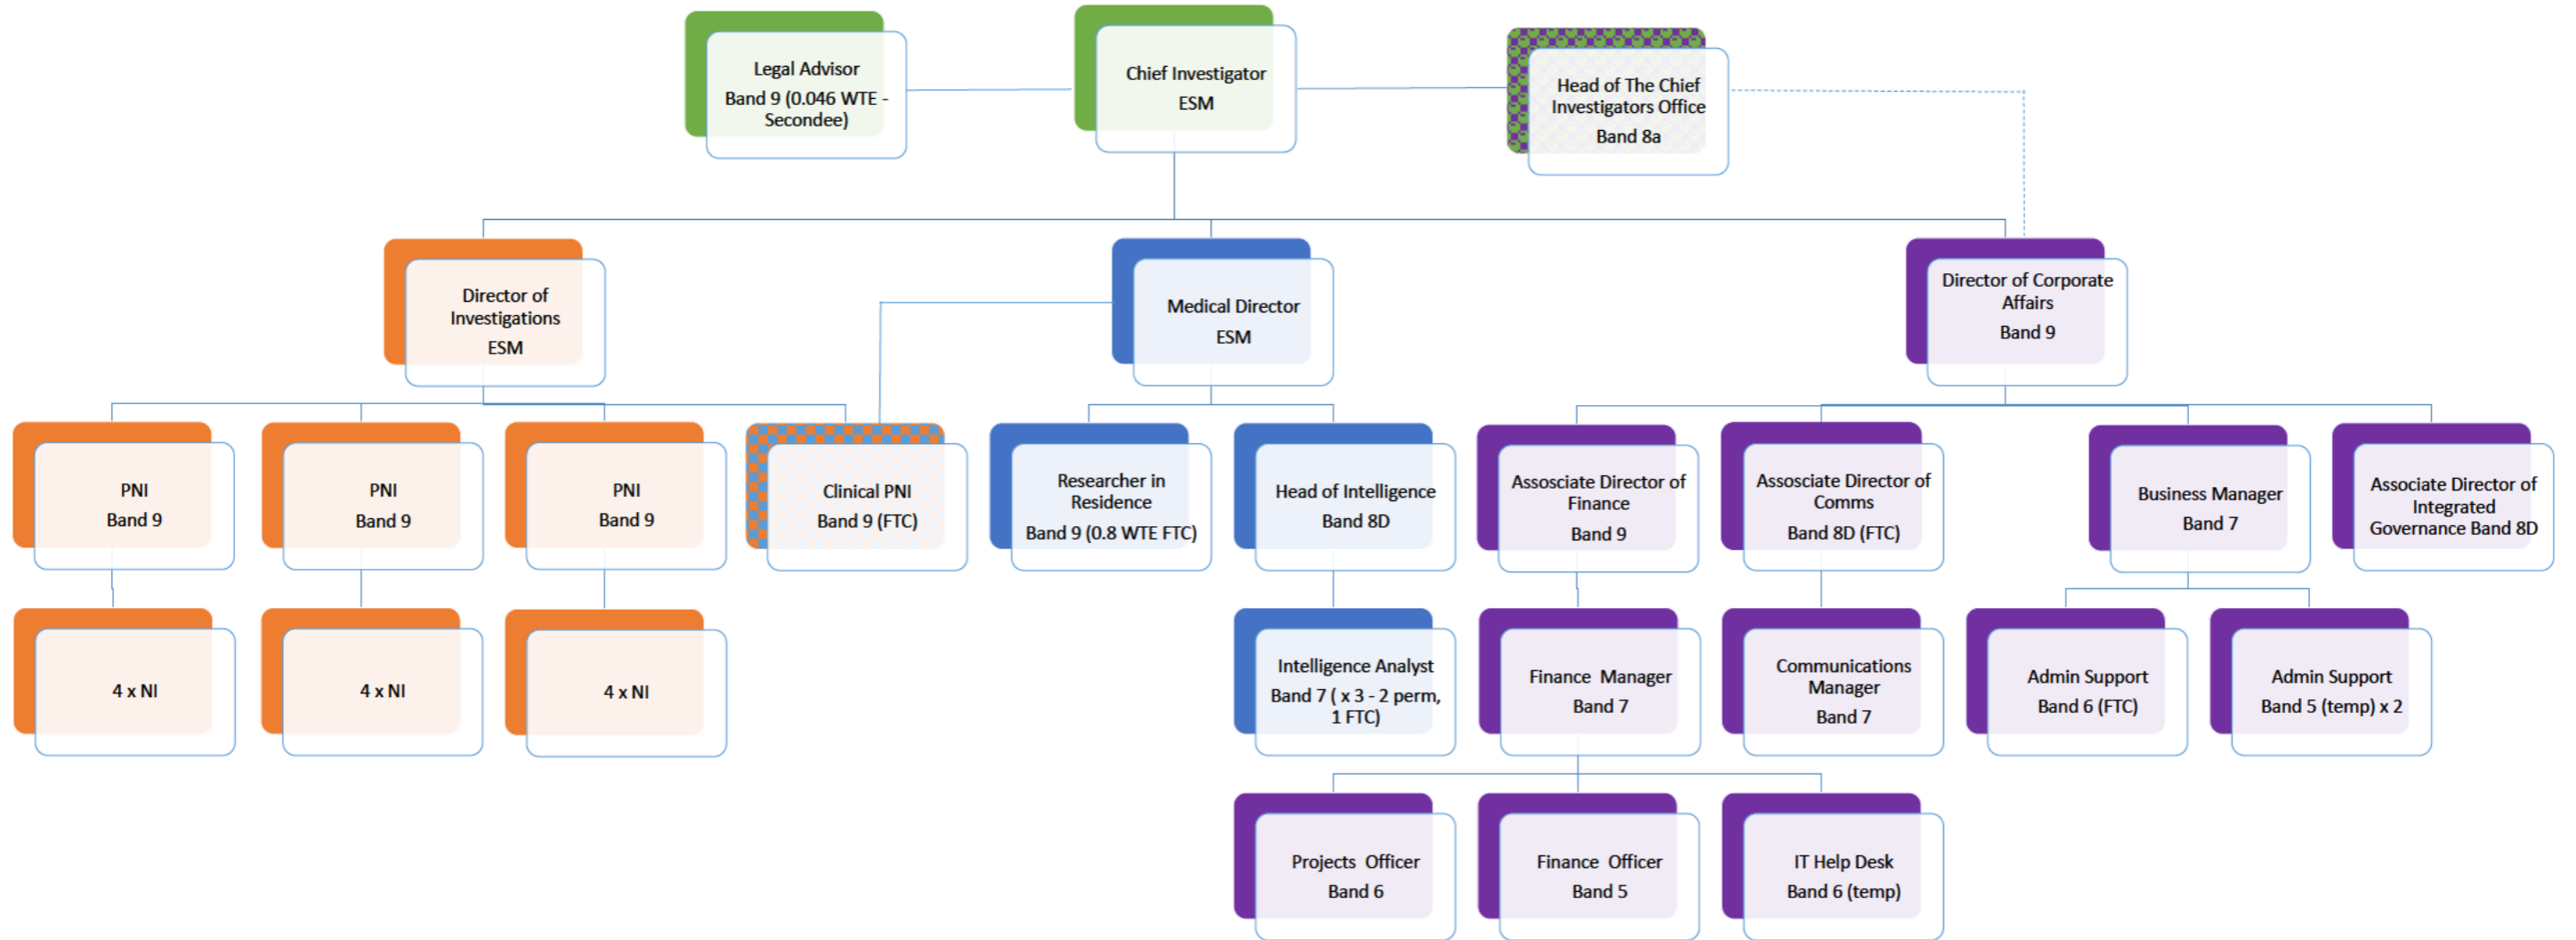 Legal Advisor
Band 9 (0.046 WTE -
Secondee)
Chief Investigator
ESM
Head of The Chief
Investigators Office
Band 8a
Director of
Investigations
ESM
Medical Director
ESM
Director of Corporate
Affairs
Band 9
PNI
Band 9
PNI
Band 9
PNI
Band 9
Clinical PNI
Band 9 (FTC)
Researcher in
Residence
Band 9 (0.8 WTE FTC)
Head of Intelligence
Band 8D
Assosciate Director of
Finance
Band 9
Assosciate Director of
Comms
Band 8D (FTC)
Business Manager
Band 7
Associate Director of
Integrated
Governance Band 8D
4 x NI
4 x NI
4 x NI
Intelligence Analyst
Band 7 ( x 3 - 2 perm,
1 FTC)
Finance Manager
Band 7
Communications
Manager
Band 7
Admin Support
Band 6 (FTC)
Admin Support
Band 5 (temp) x 2
Projects Officer
Band 6
Finance Officer
Band 5
IT Help Desk
Band 6 (temp)